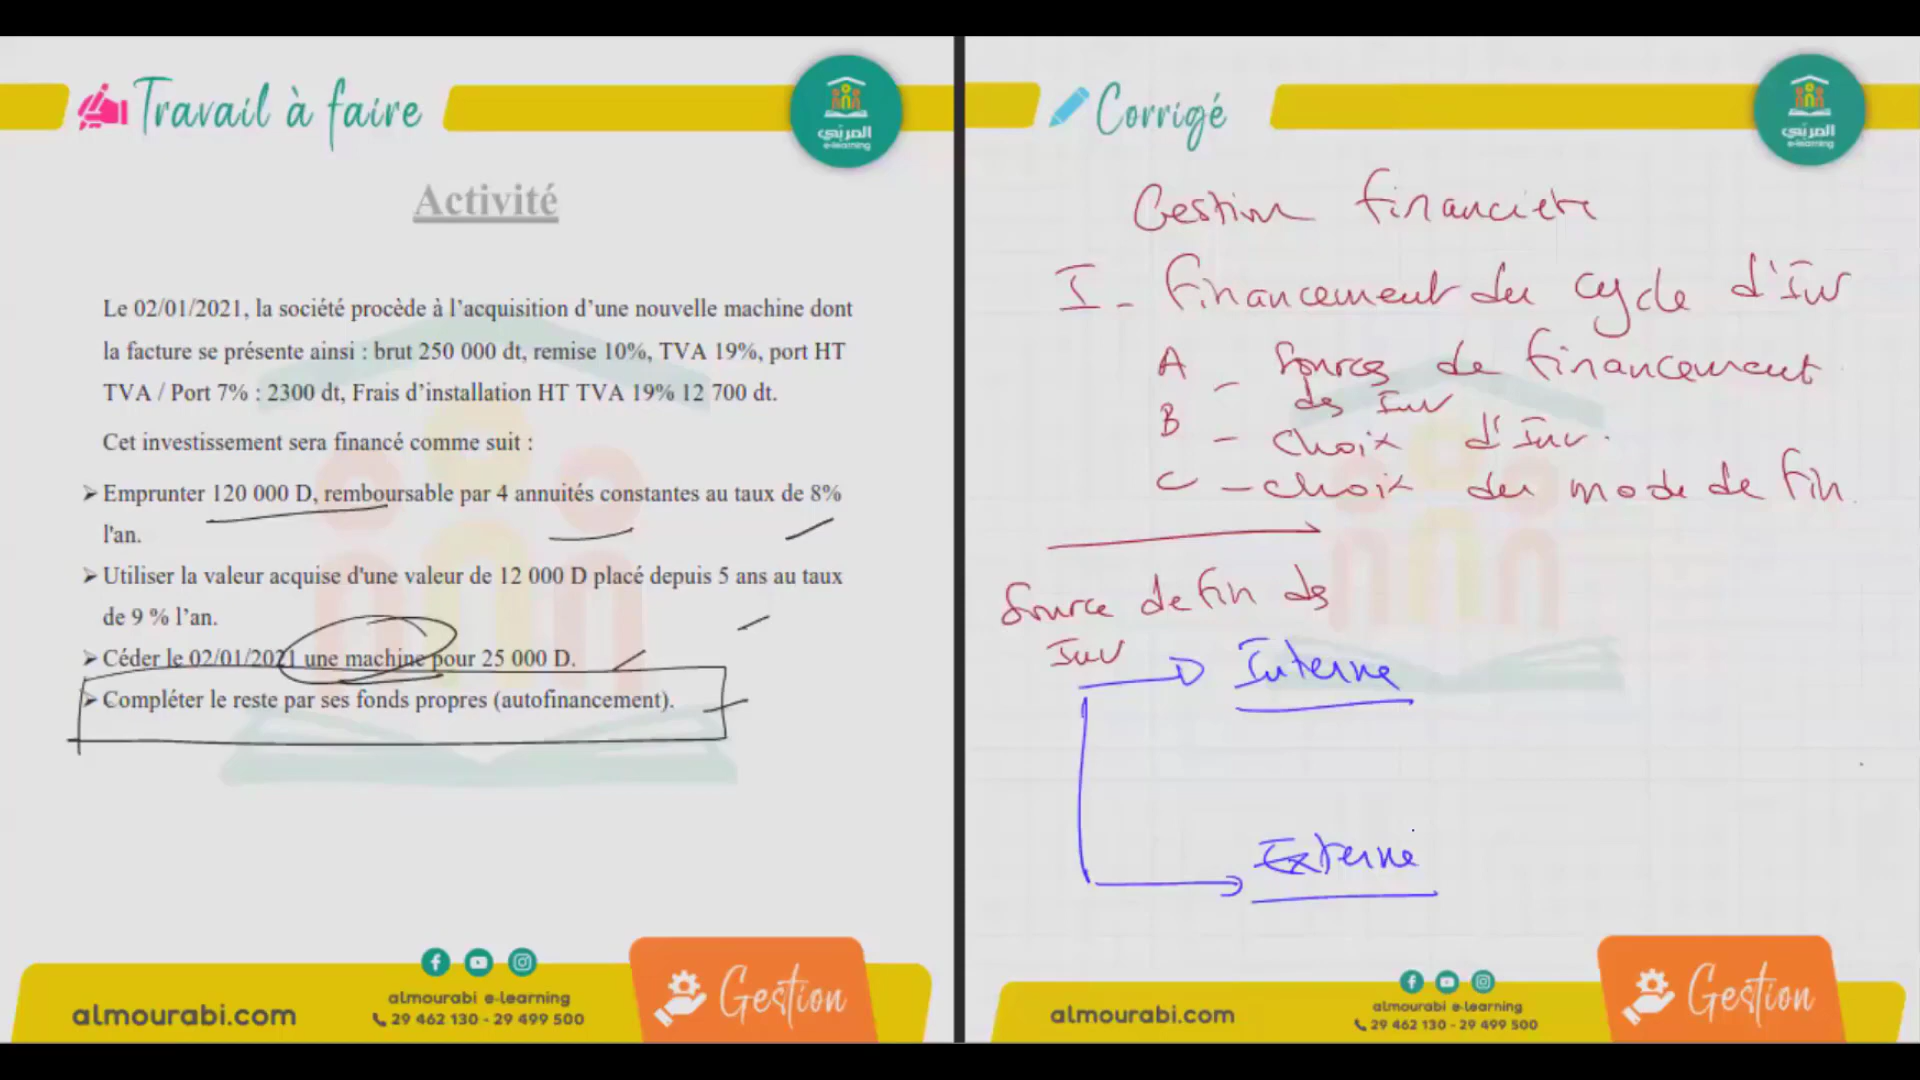 Travail à faire
المربّي
e-learning
Activité
Le 02/01/2021, la société procède à l’acquisition d’une nouvelle machine dont
la facture se présente ainsi : brut 250 000 dt, remise 10%, TVA 19%, port HT
TVA / Port 7% : 2300 dt, Frais d’installation HT TVA 19% 12 700 dt.
Cet investissement sera financé comme suit :
➢ Emprunter 120 000 D, remboursable par 4 annuités constantes au taux de 8%
l'an.
➢ Utiliser la valeur acquise d'une valeur de 12 000 D placé depuis 5 ans au taux
de 9 % l’an.
➢ Céder le 02/01/2021 une machine pour 25 000 D.
➢ Compléter le reste par ses fonds propres (autofinancement).
almourabi.com
almourabi e-learning
29 462 130 - 29 499 500
Gestion
Corrigé
المربّي
e-learning
Gestion financière
I - Financement du cycle d'Inv
A - Sources de financement
des Inv
B - choix d'Inv.
C - choix du mode de fin.
Source de fin ds
Inv
Interne
Externe
almourabi.com
almourabi e-learning
29 462 130 - 29 499 500
Gestion